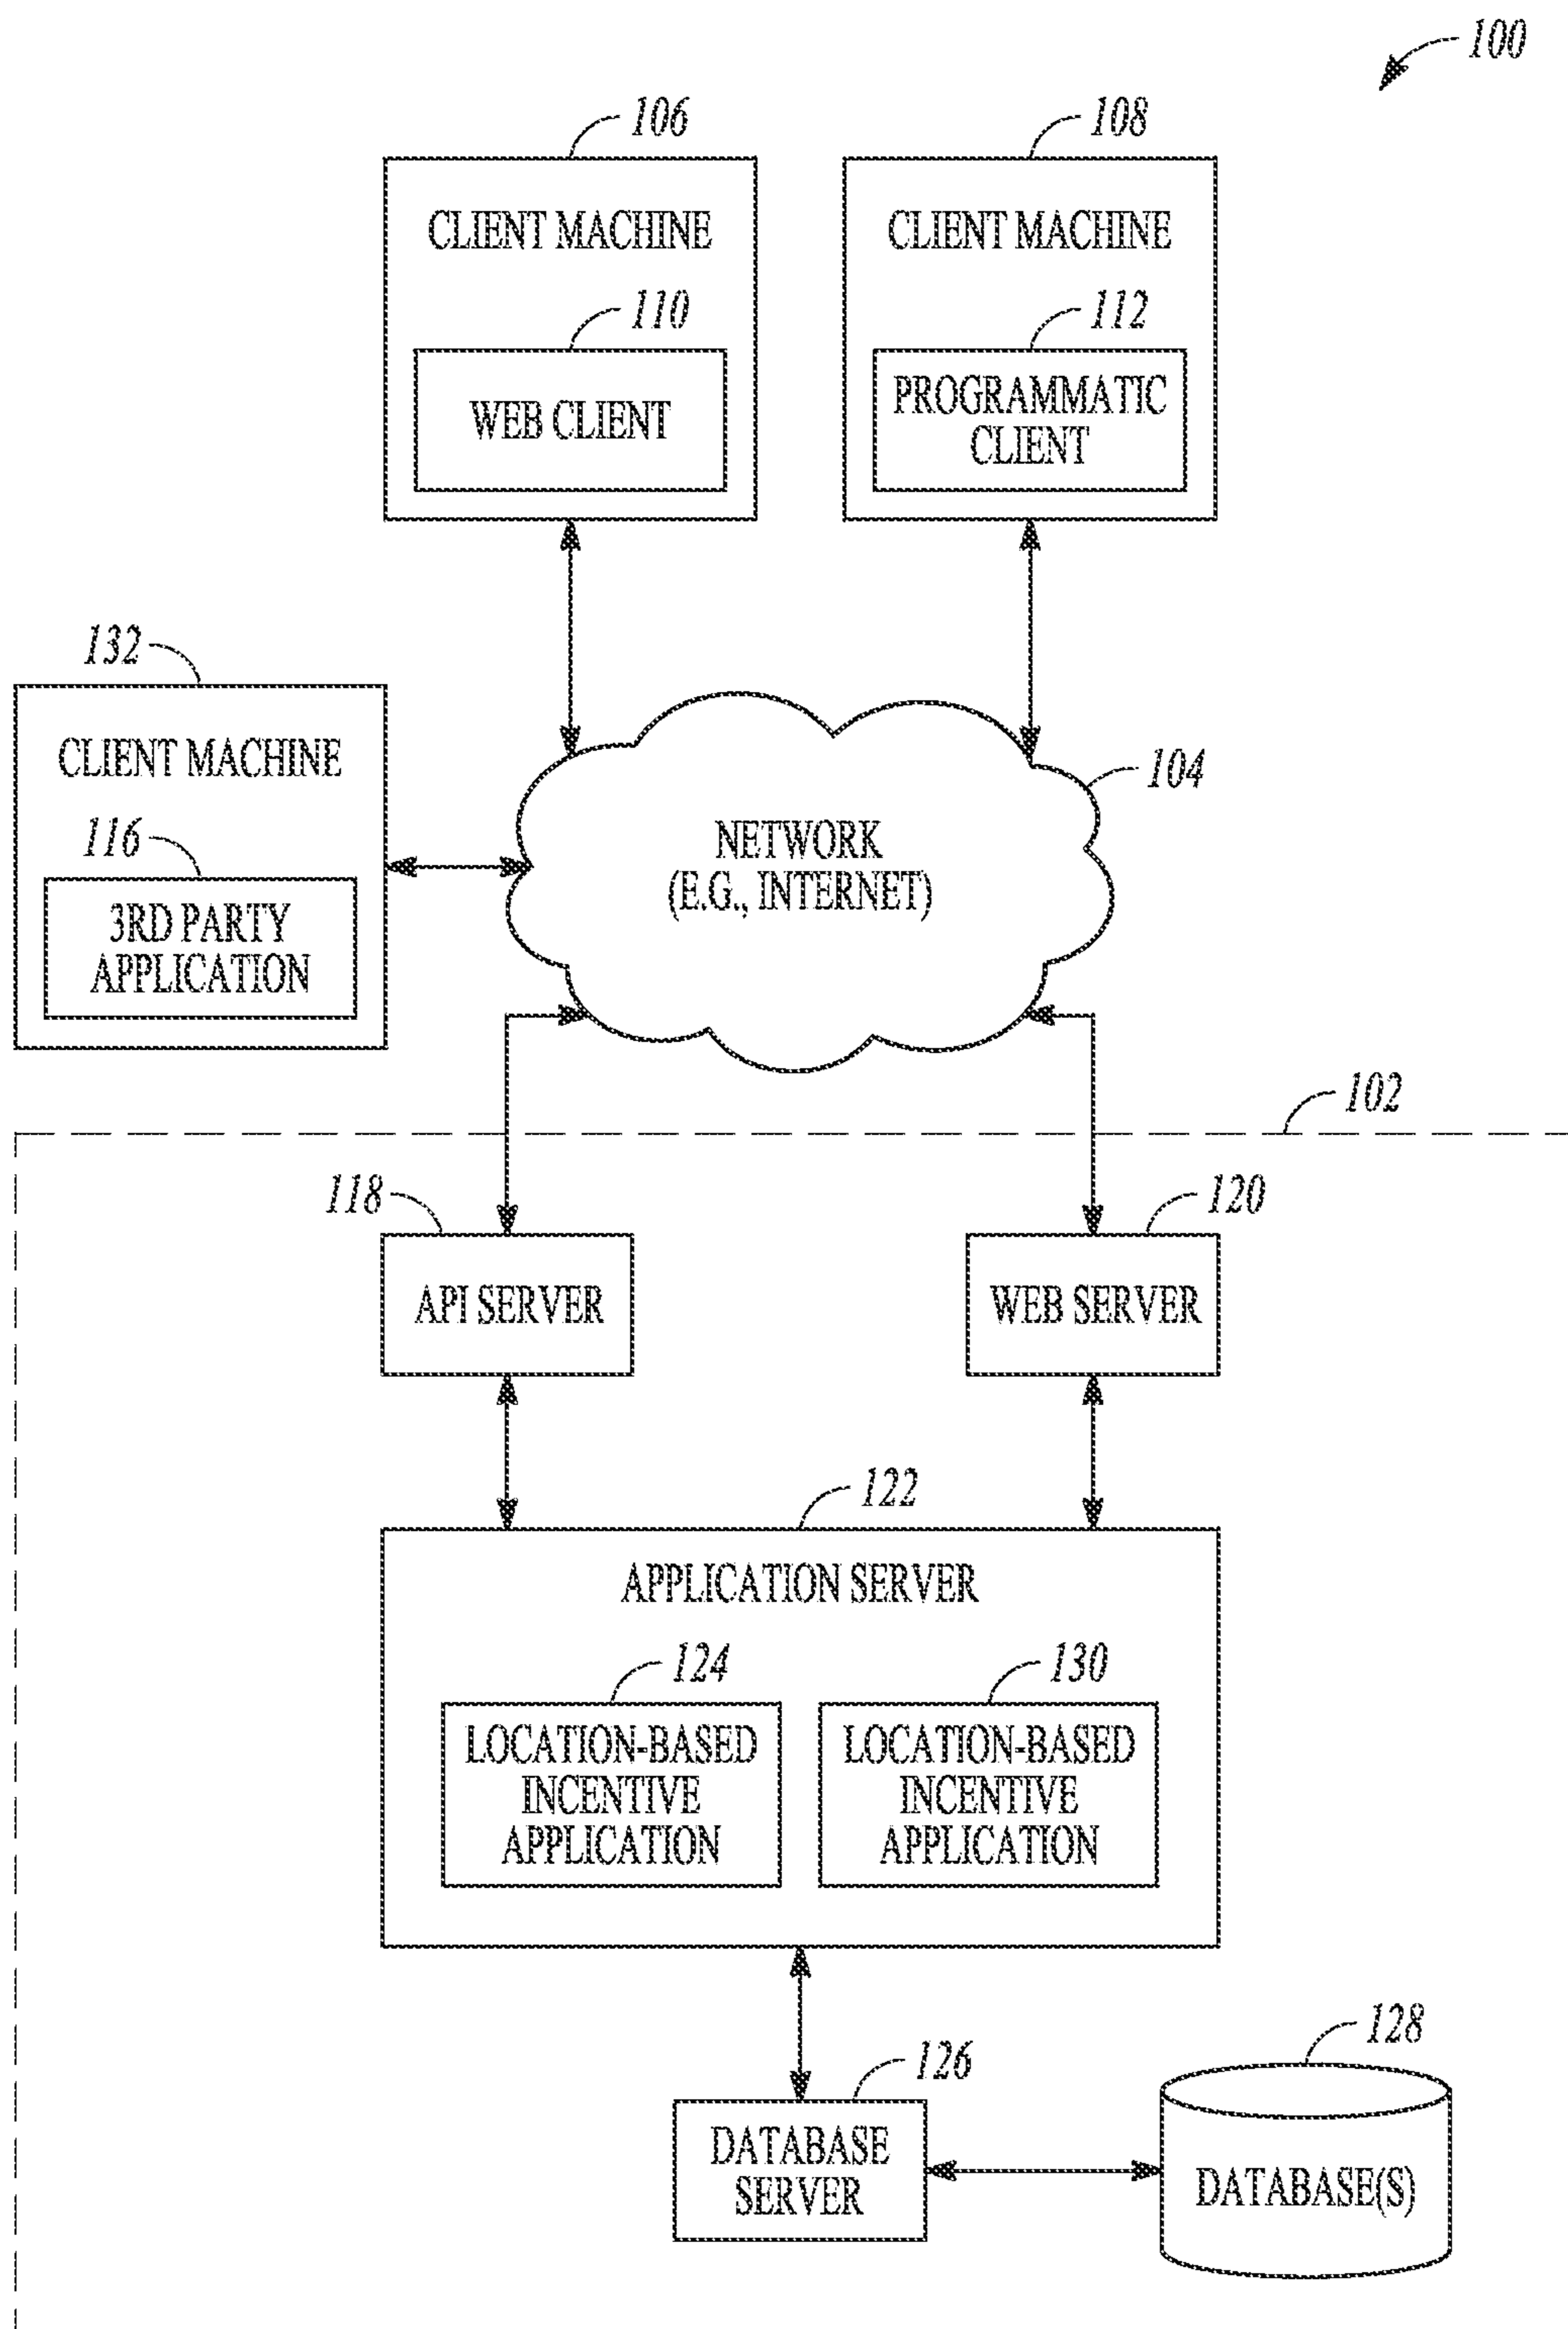 100
106
108
CLIENT MACHINE
CLIENT MACHINE
110
112
WEB CLIENT
PROGRAMMATIC
CLIENT
132
CLIENT MACHINE
104
116
NETWORK
(E.G., INTERNET)
3RD PARTY
APPLICATION
102
118
120
API SERVER
WEB SERVER
122
APPLICATION SERVER
124
130
LOCATION-BASED
INCENTIVE
APPLICATION
LOCATION-BASED
INCENTIVE
APPLICATION
128
126
DATABASE
SERVER
DATABASE(S)